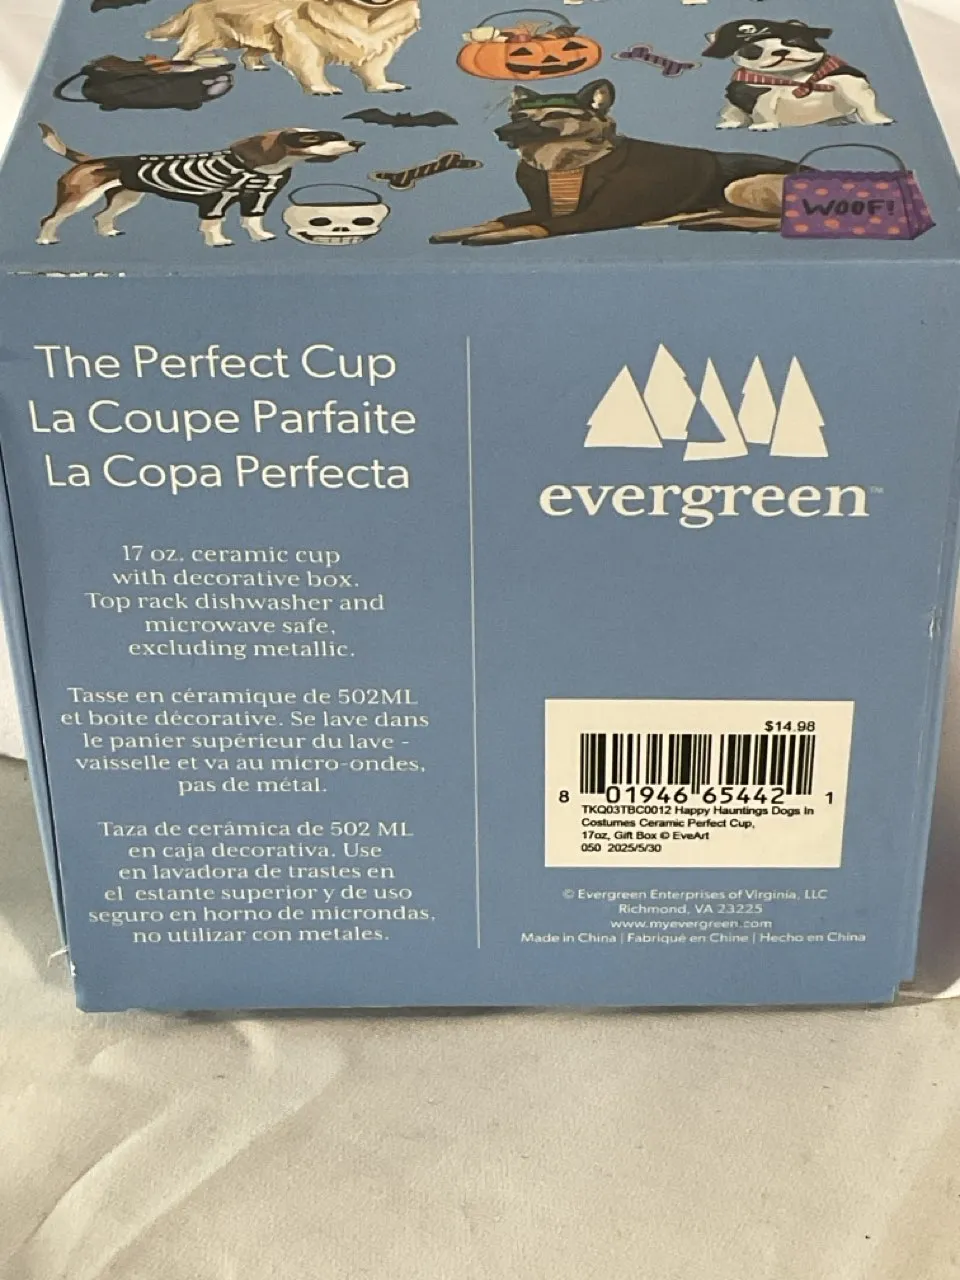 WOOF!
The Perfect Cup
La Coupe Parfaite
La Copa Perfecta
17 oz. ceramic cup
with decorative box.
Top rack dishwasher and
microwave safe,
excluding metallic.
Tasse en céramique de 502ML
et boite décorative. Se lave dans
le panier supérieur du lave -
vaisselle et va au micro-ondes,
pas de métal.
Taza de cerámica de 502 ML
en caja decorativa. Use
en lavadora de trastes en
el estante superior y de uso
seguro en horno de microndas,
no utilizar con metales.
evergreen™
$14.98
8 01946 65442 1
TKQ03TBC0012 Happy Hauntings Dogs In
Costumes Ceramic Perfect Cup,
17oz, Gift Box © EveArt
050 2025/5/30
© Evergreen Enterprises of Virginia, LLC
Richmond, VA 23225
www.myevergreen.com
Made in China | Fabriqué en Chine | Hecho en China